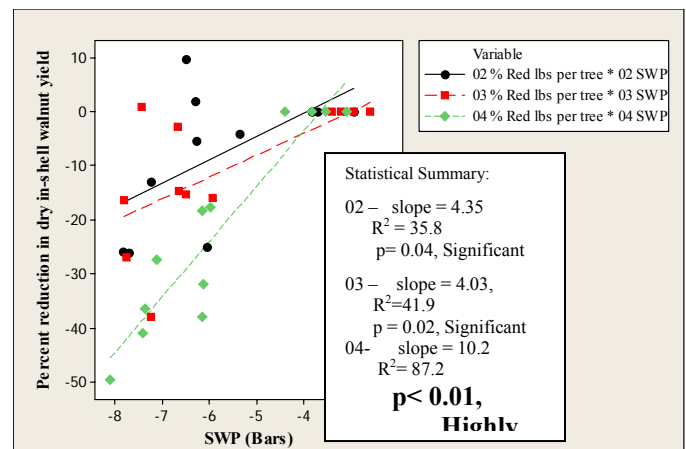 Variable
02 % Red lbs per tree * 02 SWP
03 % Red lbs per tree * 03 SWP
04 % Red lbs per tree * 04 SWP
Percent reduction in dry in-shell walnut yield
10
0
-10
-20
-30
-40
-50
-8
-7
-6
-5
-4
SWP (Bars)
Statistical Summary:
02 – slope = 4.35
R² = 35.8
p= 0.04, Significant
03 – slope = 4.03,
R²=41.9
p = 0.02, Significant
04- slope = 10.2
R²= 87.2
p< 0.01,
Highly